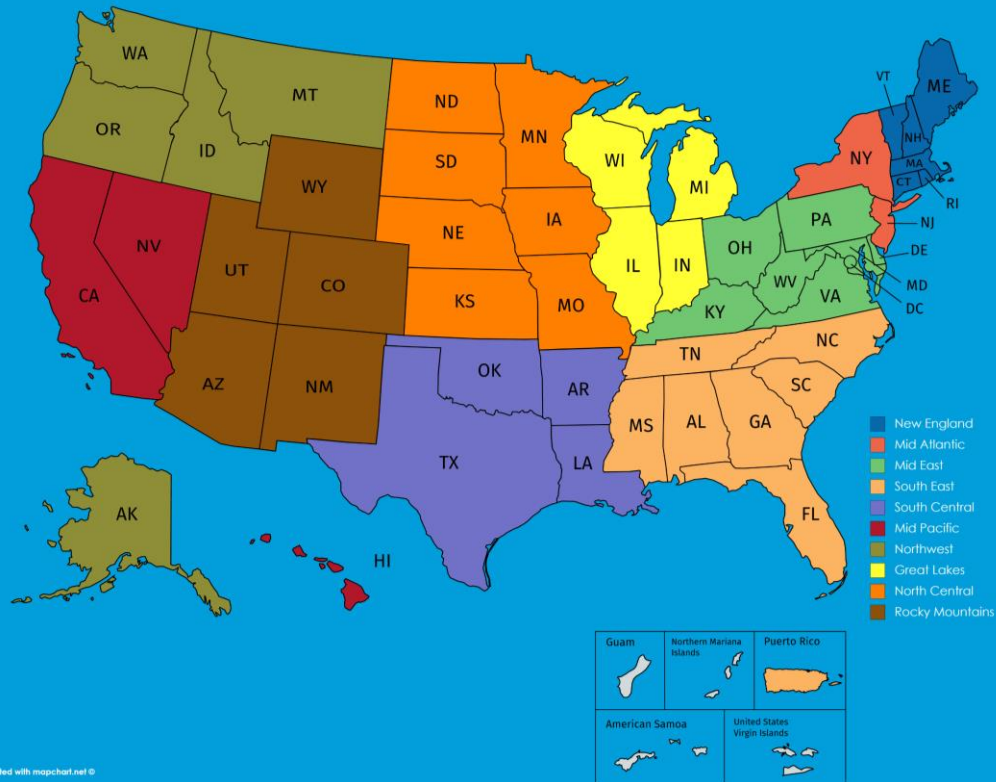 WA
MT
ND
MN
VT
ME
OR
ID
SD
WI
MI
NY
NH
MA
CT
RI
WY
NE
IA
PA
NJ
NV
UT
CO
IL
IN
OH
DE
MD
DC
CA
KS
MO
WV
VA
KY
AZ
NM
OK
AR
TN
NC
SC
MS
AL
GA
TX
LA
FL
AK
HI
New England
Mid Atlantic
Mid East
South East
South Central
Mid Pacific
Northwest
Great Lakes
North Central
Rocky Mountains
Guam
Northern Mariana
Islands
Puerto Rico
American Samoa
United States
Virgin Islands
ted with mapchart.net ©